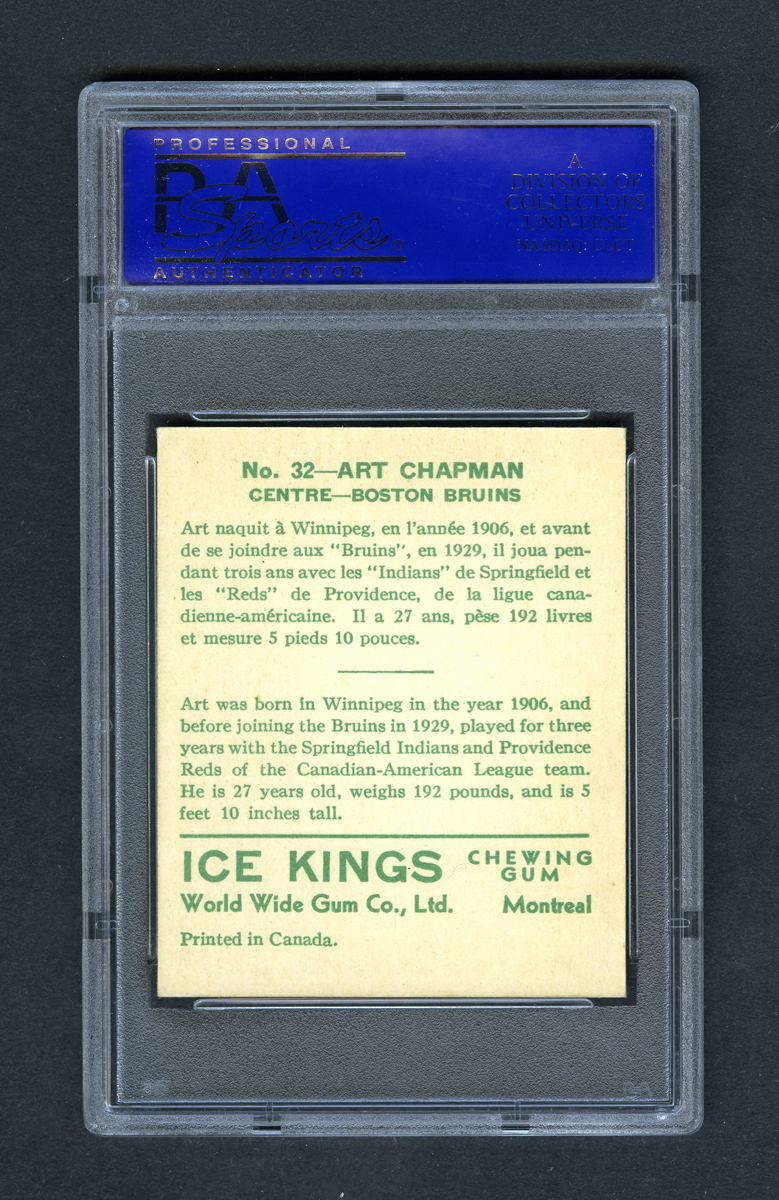 PROFESSIONAL
PSA
Sports®
AUTHENTICATOR
A
DIVISION OF
COLLECTORS
UNIVERSE
NASDAQ: CLCT
No. 32—ART CHAPMAN
CENTRE—BOSTON BRUINS
Art naquit à Winnipeg, en l'année 1906, et avant
de se joindre aux "Bruins", en 1929, il joua pen-
dant trois ans avec les "Indians" de Springfield et
les "Reds" de Providence, de la ligue cana-
dienne-américaine. Il a 27 ans, pèse 192 livres
et mesure 5 pieds 10 pouces.
Art was born in Winnipeg in the year 1906, and
before joining the Bruins in 1929, played for three
years with the Springfield Indians and Providence
Reds of the Canadian-American League team.
He is 27 years old, weighs 192 pounds, and is 5
feet 10 inches tall.
ICE KINGS CHEWING GUM
World Wide Gum Co., Ltd. Montreal
Printed in Canada.